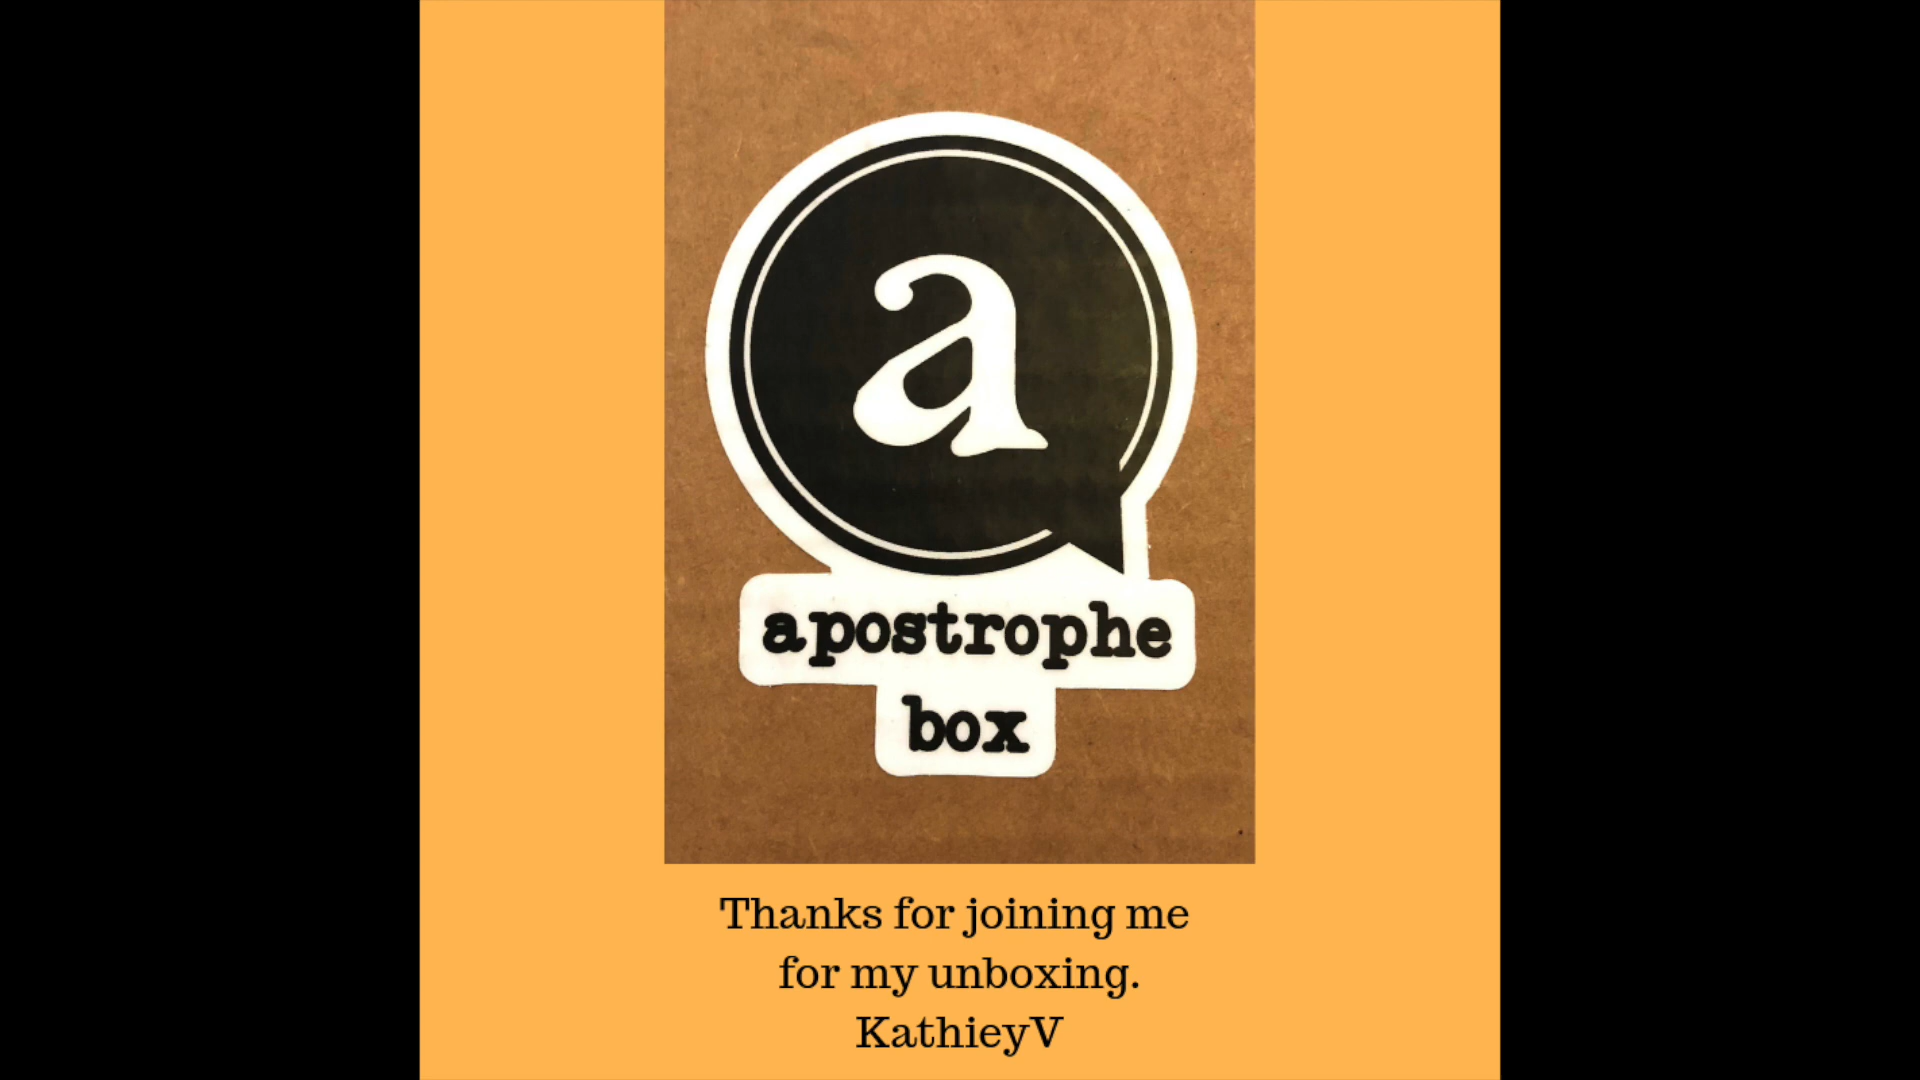 a
apostrophe
box
Thanks for joining me
for my unboxing.
KathieyV